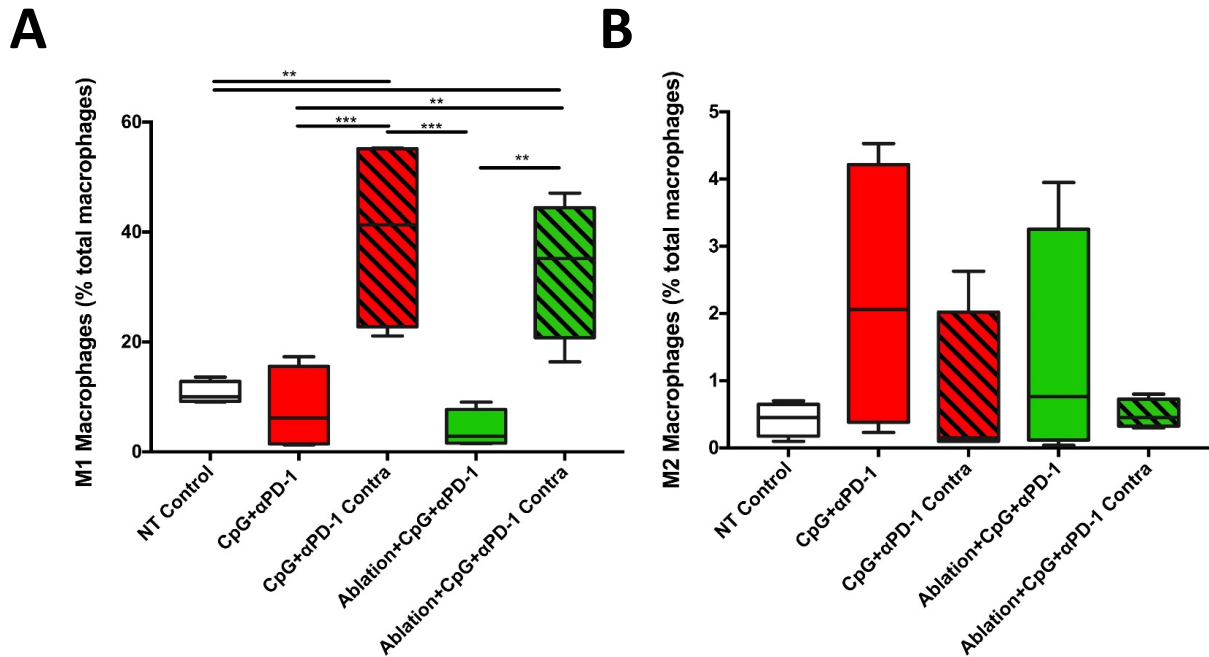 A
M1 Macrophages (% total macrophages)
60
40
20
0
**
**
***
***
**
NT Control
CpG+αPD-1
CpG+αPD-1 Contra
Ablation+CpG+αPD-1
Ablation+CpG+αPD-1 Contra
B
M2 Macrophages (% total macrophages)
5
4
3
2
1
0
NT Control
CpG+αPD-1
CpG+αPD-1 Contra
Ablation+CpG+αPD-1
Ablation+CpG+αPD-1 Contra